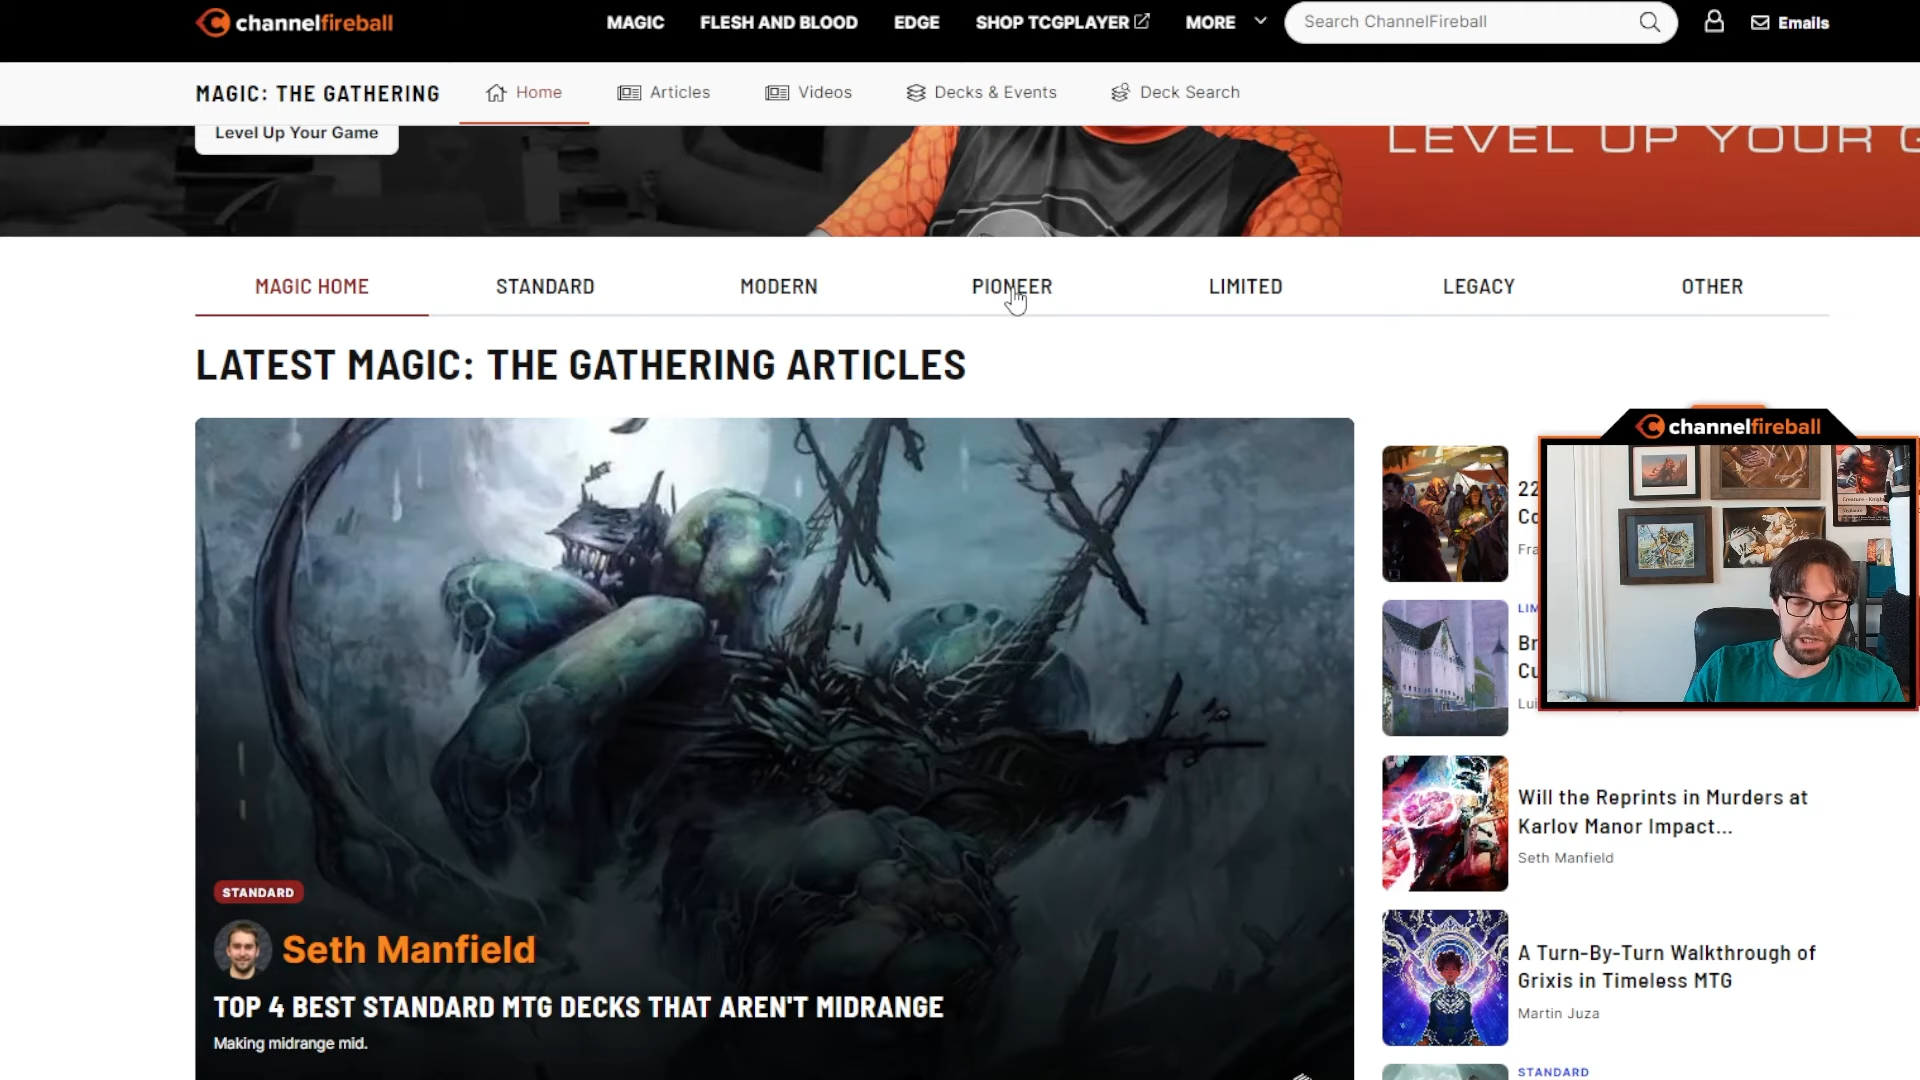 channelfireball
MAGIC
FLESH AND BLOOD
EDGE
SHOP TCGPLAYER
MORE
Search ChannelFireball
Emails
MAGIC: THE GATHERING
Home
Articles
Videos
Decks & Events
Deck Search
Level Up Your Game
LEVEL UP YOUR G
MAGIC HOME
STANDARD
MODERN
PIONEER
LIMITED
LEGACY
OTHER
LATEST MAGIC: THE GATHERING ARTICLES
STANDARD
Seth Manfield
TOP 4 BEST STANDARD MTG DECKS THAT AREN'T MIDRANGE
Making midrange mid.
22
Co
Fra
LIM
Br
Cu
Lui
channelfireball
Will the Reprints in Murders at
Karlov Manor Impact...
Seth Manfield
A Turn-By-Turn Walkthrough of
Grixis in Timeless MTG
Martin Juza
STANDARD